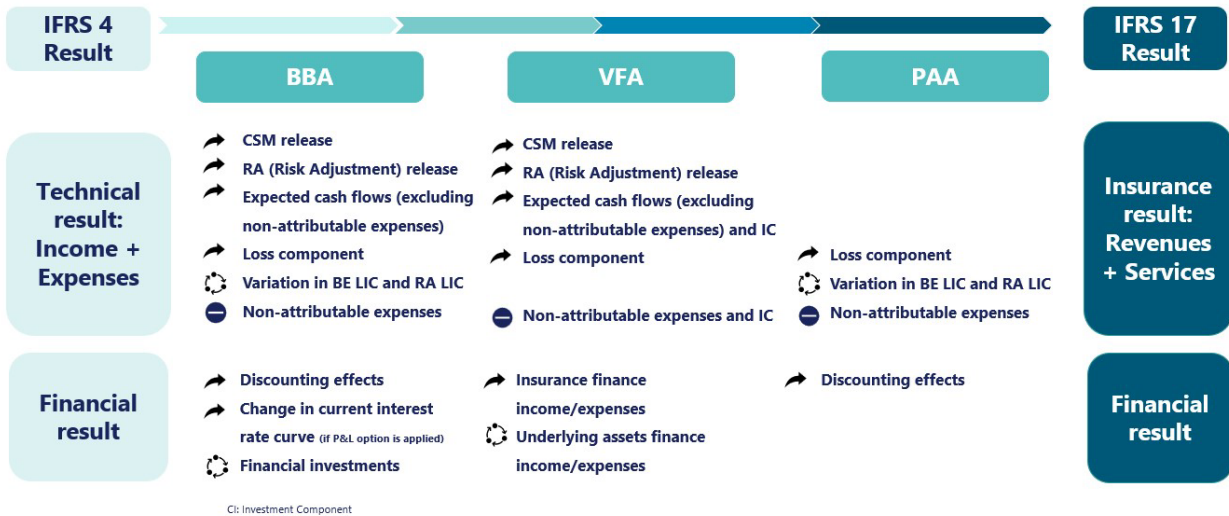 IFRS 4
Result
IFRS 17
Result
BBA
VFA
PAA
Technical
result:
Income +
Expenses
CSM release
RA (Risk Adjustment) release
Expected cash flows (excluding
non-attributable expenses)
Loss component
Variation in BE LIC and RA LIC
Non-attributable expenses
CSM release
RA (Risk Adjustment) release
Expected cash flows (excluding
non-attributable expenses) and IC
Loss component
Non-attributable expenses and IC
Loss component
Variation in BE LIC and RA LIC
Non-attributable expenses
Insurance
result:
Revenues
+ Services
Financial
result
Discounting effects
Change in current interest
rate curve (if P&L option is applied)
Financial investments
Insurance finance
income/expenses
Underlying assets finance
income/expenses
Discounting effects
Financial
result
CI: Investment Component